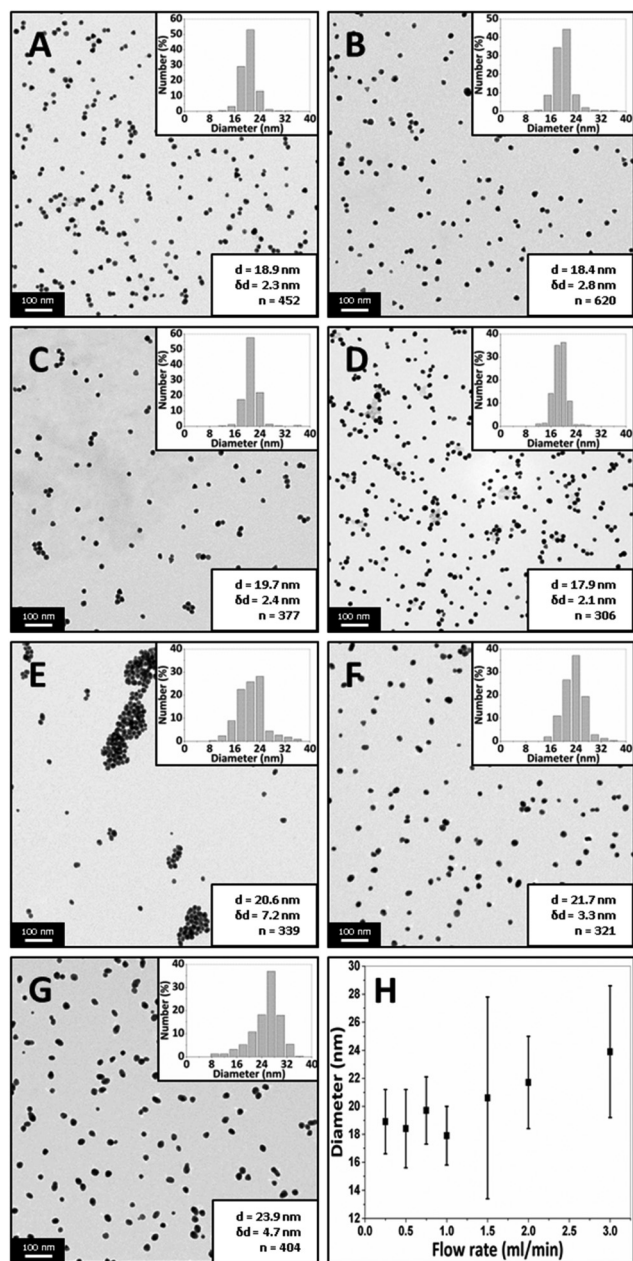 A
Number (%)
60
50
40
30
20
10
0
0 8 16 24 32 40
Diameter (nm)
d = 18.9 nm
δd = 2.3 nm
n = 452
100 nm
B
Number (%)
50
40
30
20
10
0
0 8 16 24 32 40
Diameter (nm)
d = 18.4 nm
δd = 2.8 nm
n = 620
100 nm
C
Number (%)
60
50
40
30
20
10
0
0 8 16 24 32 40
Diameter (nm)
d = 19.7 nm
δd = 2.4 nm
n = 377
100 nm
D
Number (%)
50
40
30
20
10
0
0 8 16 24 32 40
Diameter (nm)
d = 17.9 nm
δd = 2.1 nm
n = 306
100 nm
E
Number (%)
40
30
20
10
0
0 8 16 24 32 40
Diameter (nm)
d = 20.6 nm
δd = 7.2 nm
n = 339
100 nm
F
Number (%)
40
30
20
10
0
0 8 16 24 32 40
Diameter (nm)
d = 21.7 nm
δd = 3.3 nm
n = 321
100 nm
G
Number (%)
40
30
20
10
0
0 8 16 24 32 40
Diameter (nm)
d = 23.9 nm
δd = 4.7 nm
n = 404
100 nm
H
Diameter (nm)
30
28
26
24
22
20
18
16
14
12
0.0 0.5 1.0 1.5 2.0 2.5 3.0
Flow rate (ml/min)